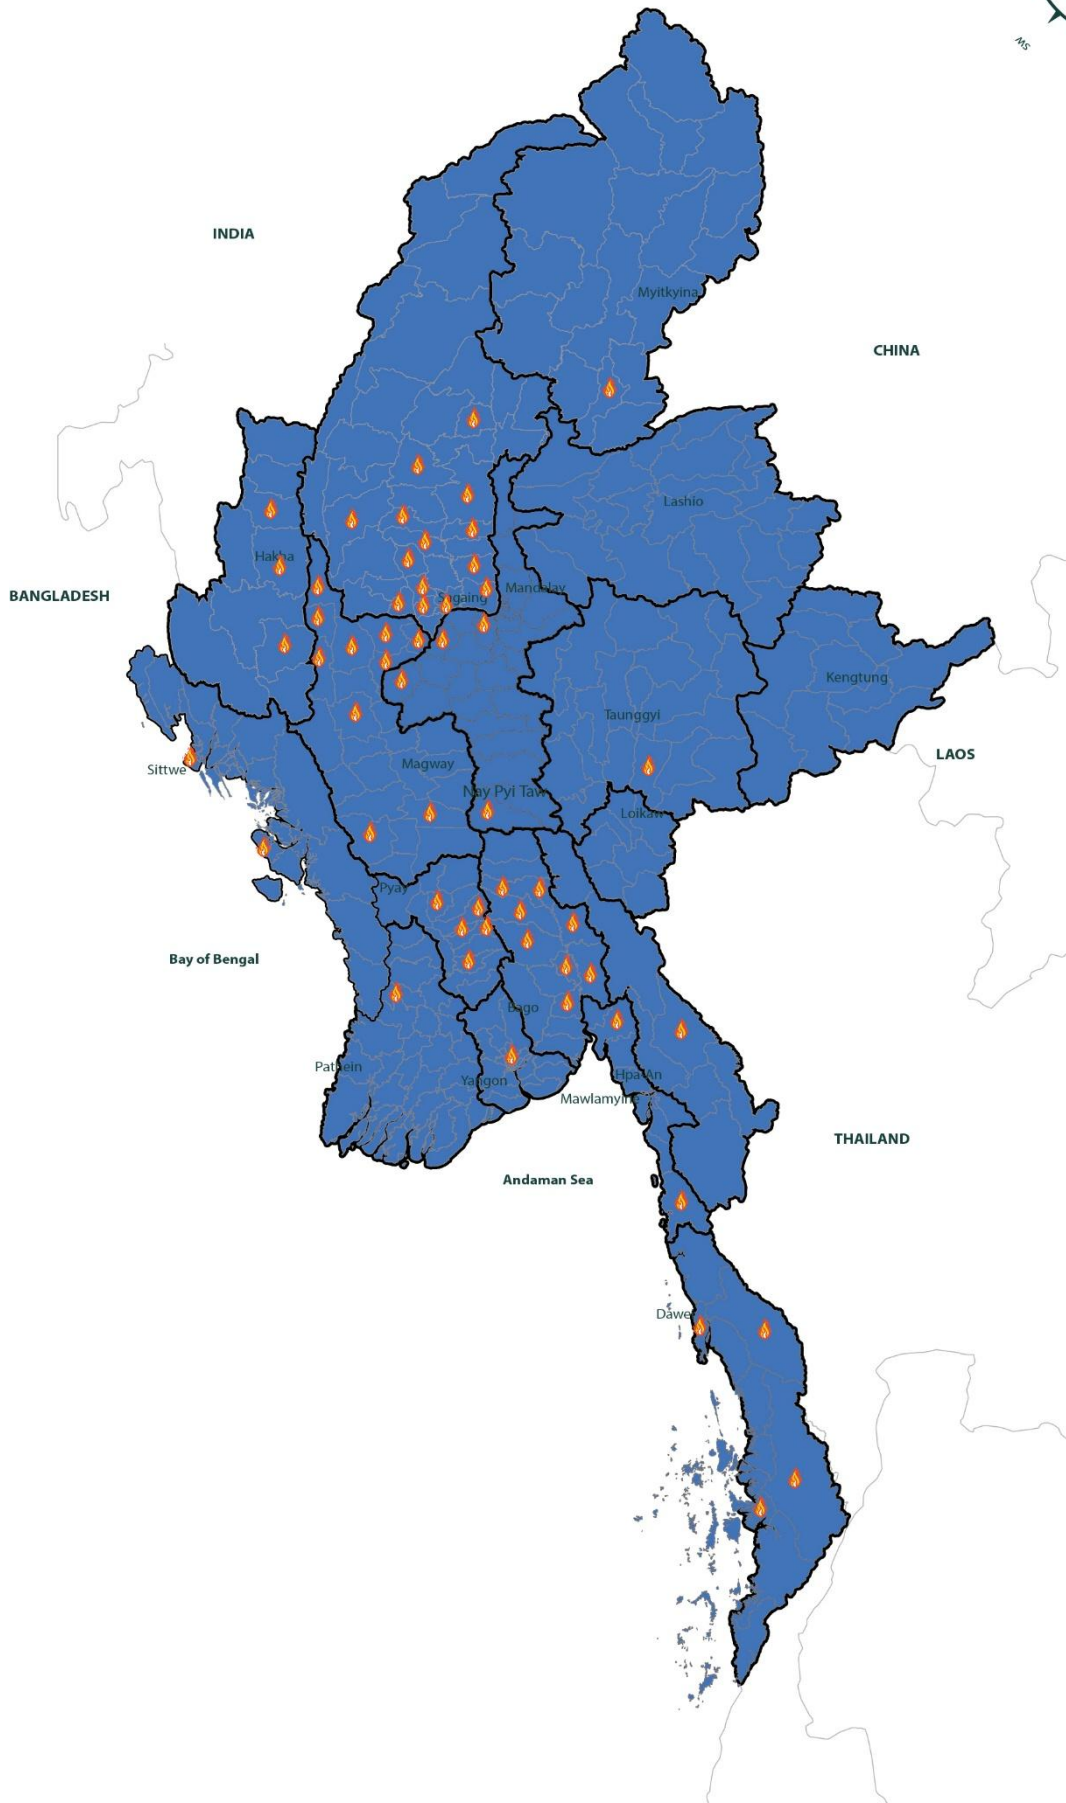 SW
INDIA
Myitkyina
CHINA
Lashio
Hakha
Mandalay
Sagaing
BANGLADESH
Kengtung
Taunggyi
LAOS
Sittwe
Magway
Nay Pyi Taw
Loikaw
Pyay
Bay of Bengal
Bago
Pathein
Yangon
Hpa-An
Mawlamyine
THAILAND
Andaman Sea
Dawei